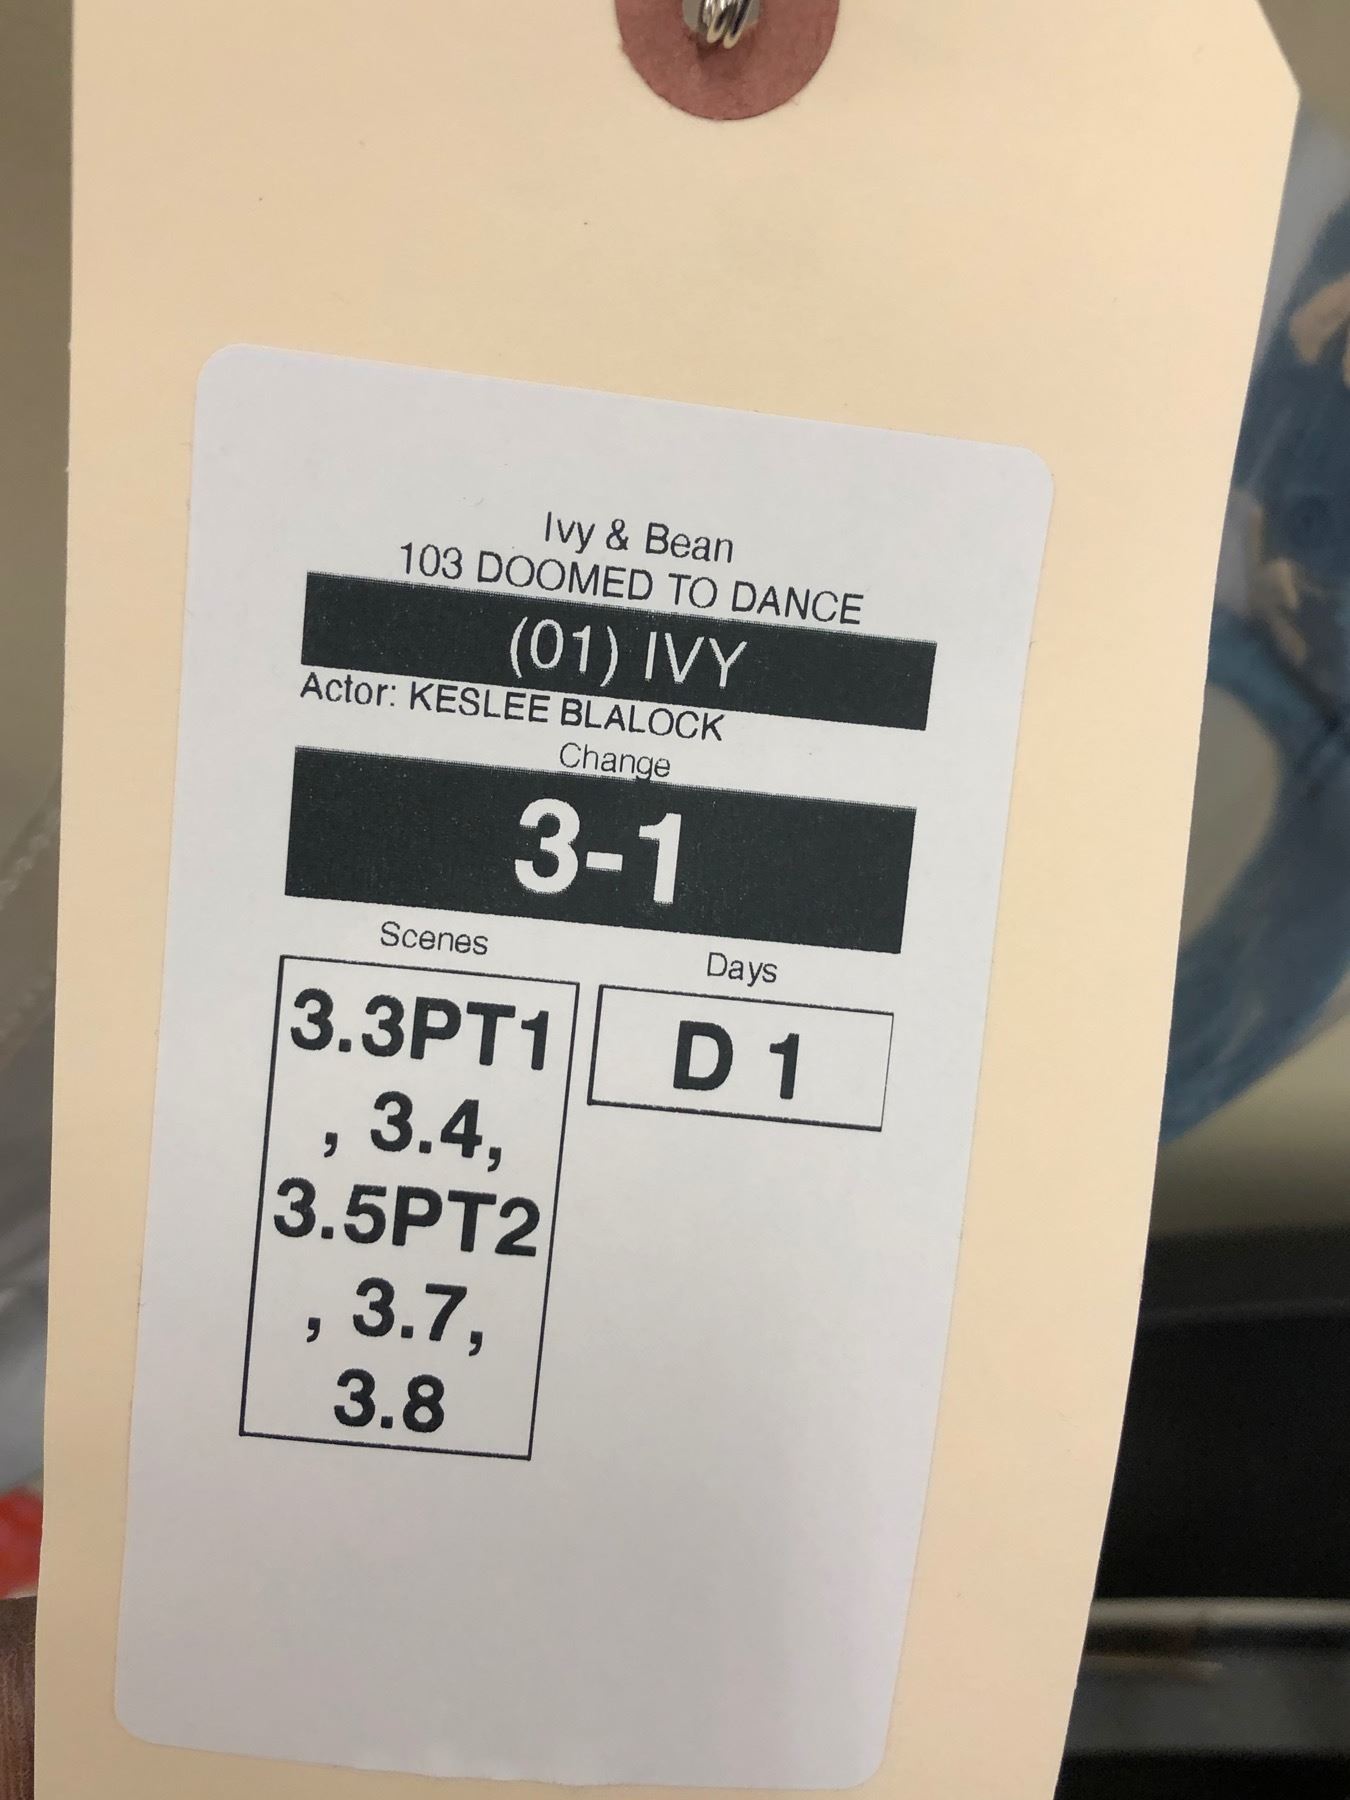 Ivy & Bean
103 DOOMED TO DANCE
(01) IVY
Actor: KESLEE BLALOCK
Change
3-1
Scenes
Days
3.3PT1
, 3.4,
3.5PT2
, 3.7,
3.8
D 1